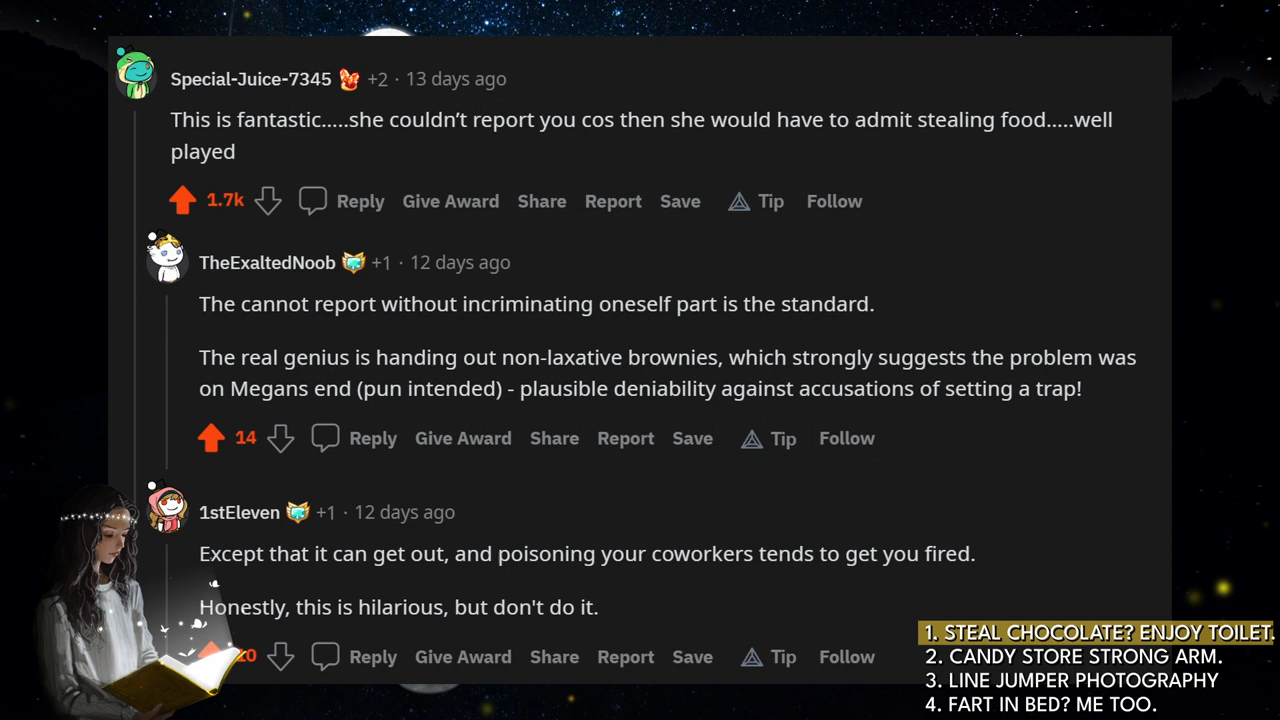 Special-Juice-7345 +2 · 13 days ago
This is fantastic.....she couldn’t report you cos then she would have to admit stealing food.....well
played
1.7k Reply Give Award Share Report Save Tip Follow
TheExaltedNoob +1 · 12 days ago
The cannot report without incriminating oneself part is the standard.
The real genius is handing out non-laxative brownies, which strongly suggests the problem was
on Megans end (pun intended) - plausible deniability against accusations of setting a trap!
14 Reply Give Award Share Report Save Tip Follow
1stEleven +1 · 12 days ago
Except that it can get out, and poisoning your coworkers tends to get you fired.
Honestly, this is hilarious, but don't do it.
Reply Give Award Share Report Save Tip Follow
1. STEAL CHOCOLATE? ENJOY TOILET.
2. CANDY STORE STRONG ARM.
3. LINE JUMPER PHOTOGRAPHY
4. FART IN BED? ME TOO.